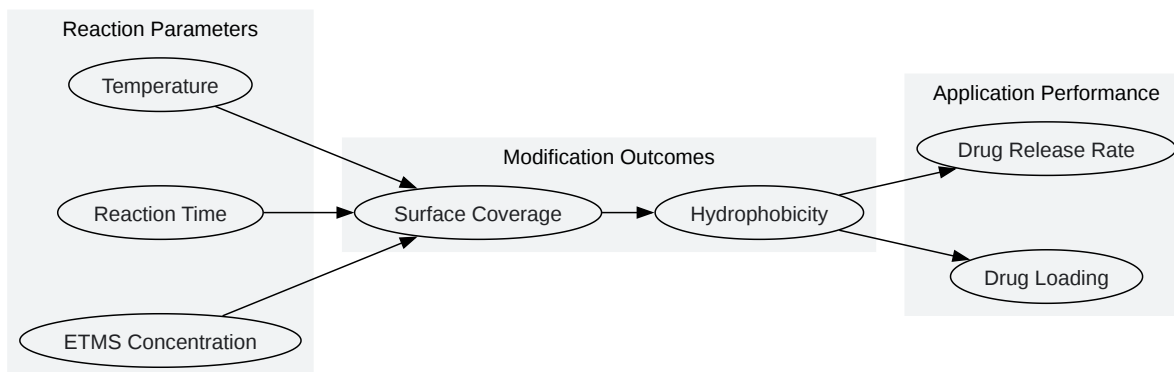 Reaction Parameters
Temperature
Reaction Time
ETMS Concentration
Modification Outcomes
Surface Coverage
Hydrophobicity
Application Performance
Drug Release Rate
Drug Loading